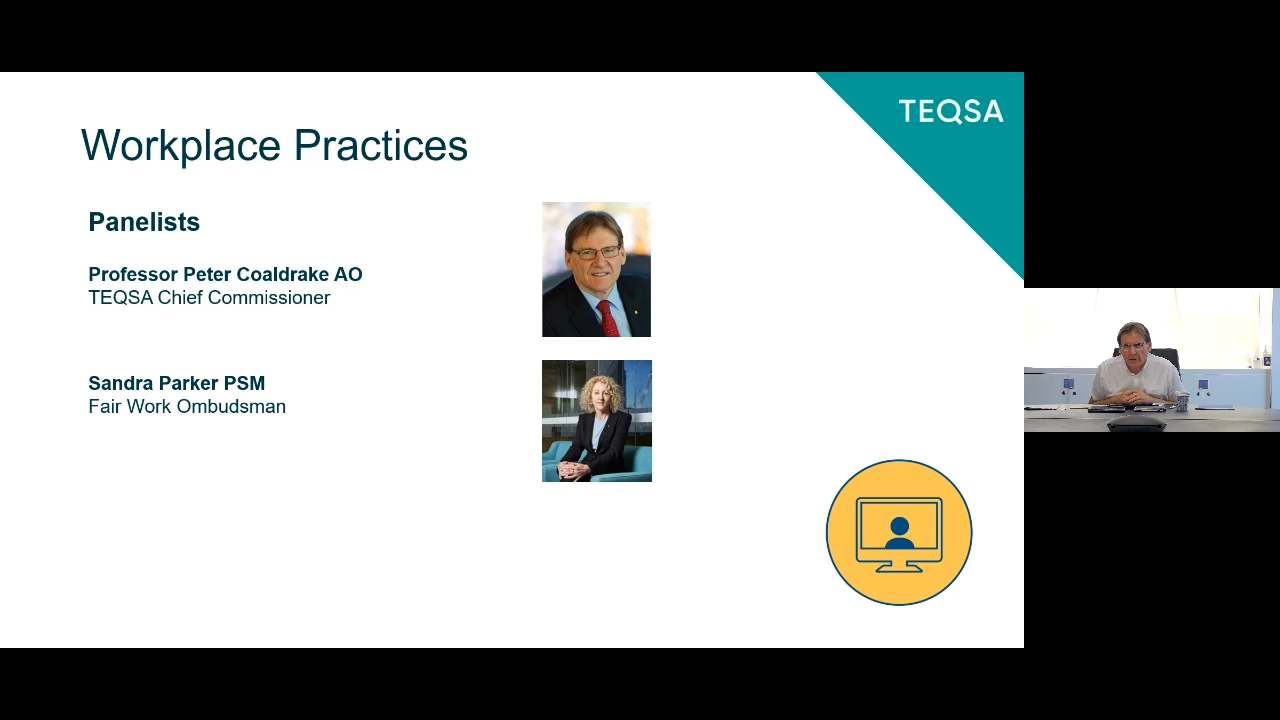 TEQSA
Workplace Practices
Panelists
Professor Peter Coaldrake AO
TEQSA Chief Commissioner
Sandra Parker PSM
Fair Work Ombudsman